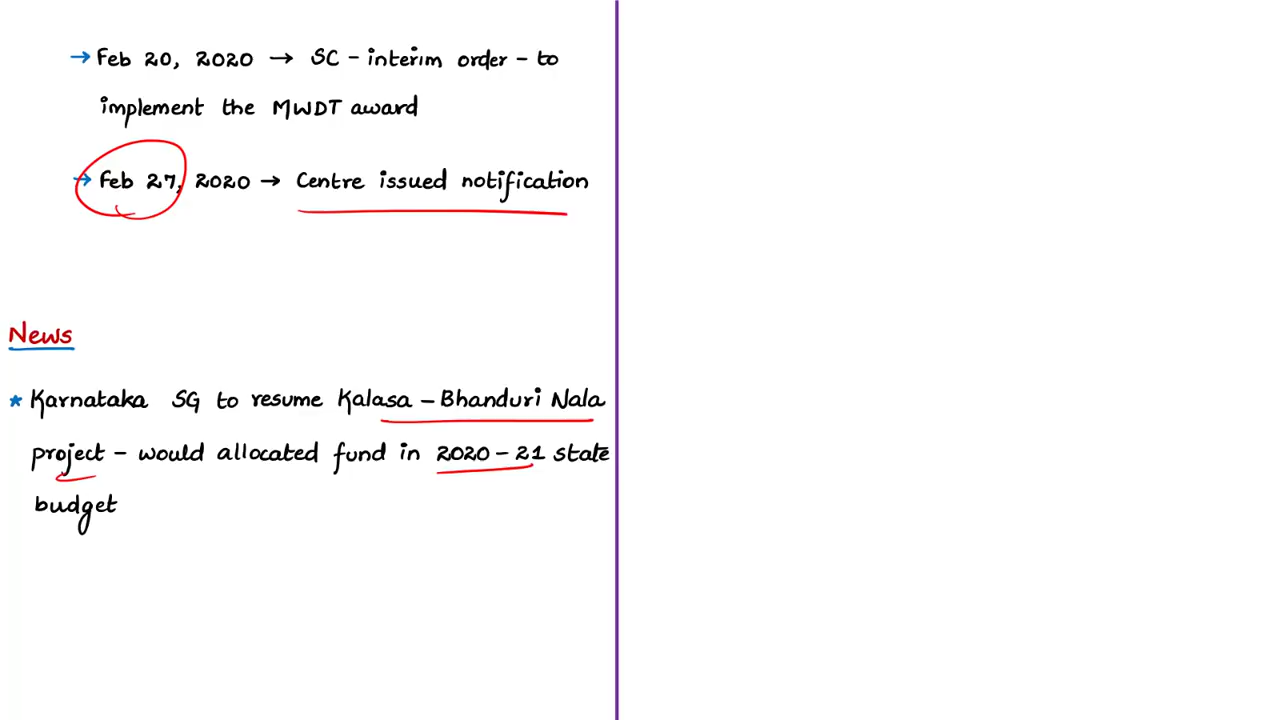 → Feb 20, 2020 → SC - interim order - to
implement the MWDT award
→ Feb 27, 2020 → Centre issued notification
News
* Karnataka SG to resume Kalasa - Bhanduri Nala
project - would allocated fund in 2020 - 21 state
budget